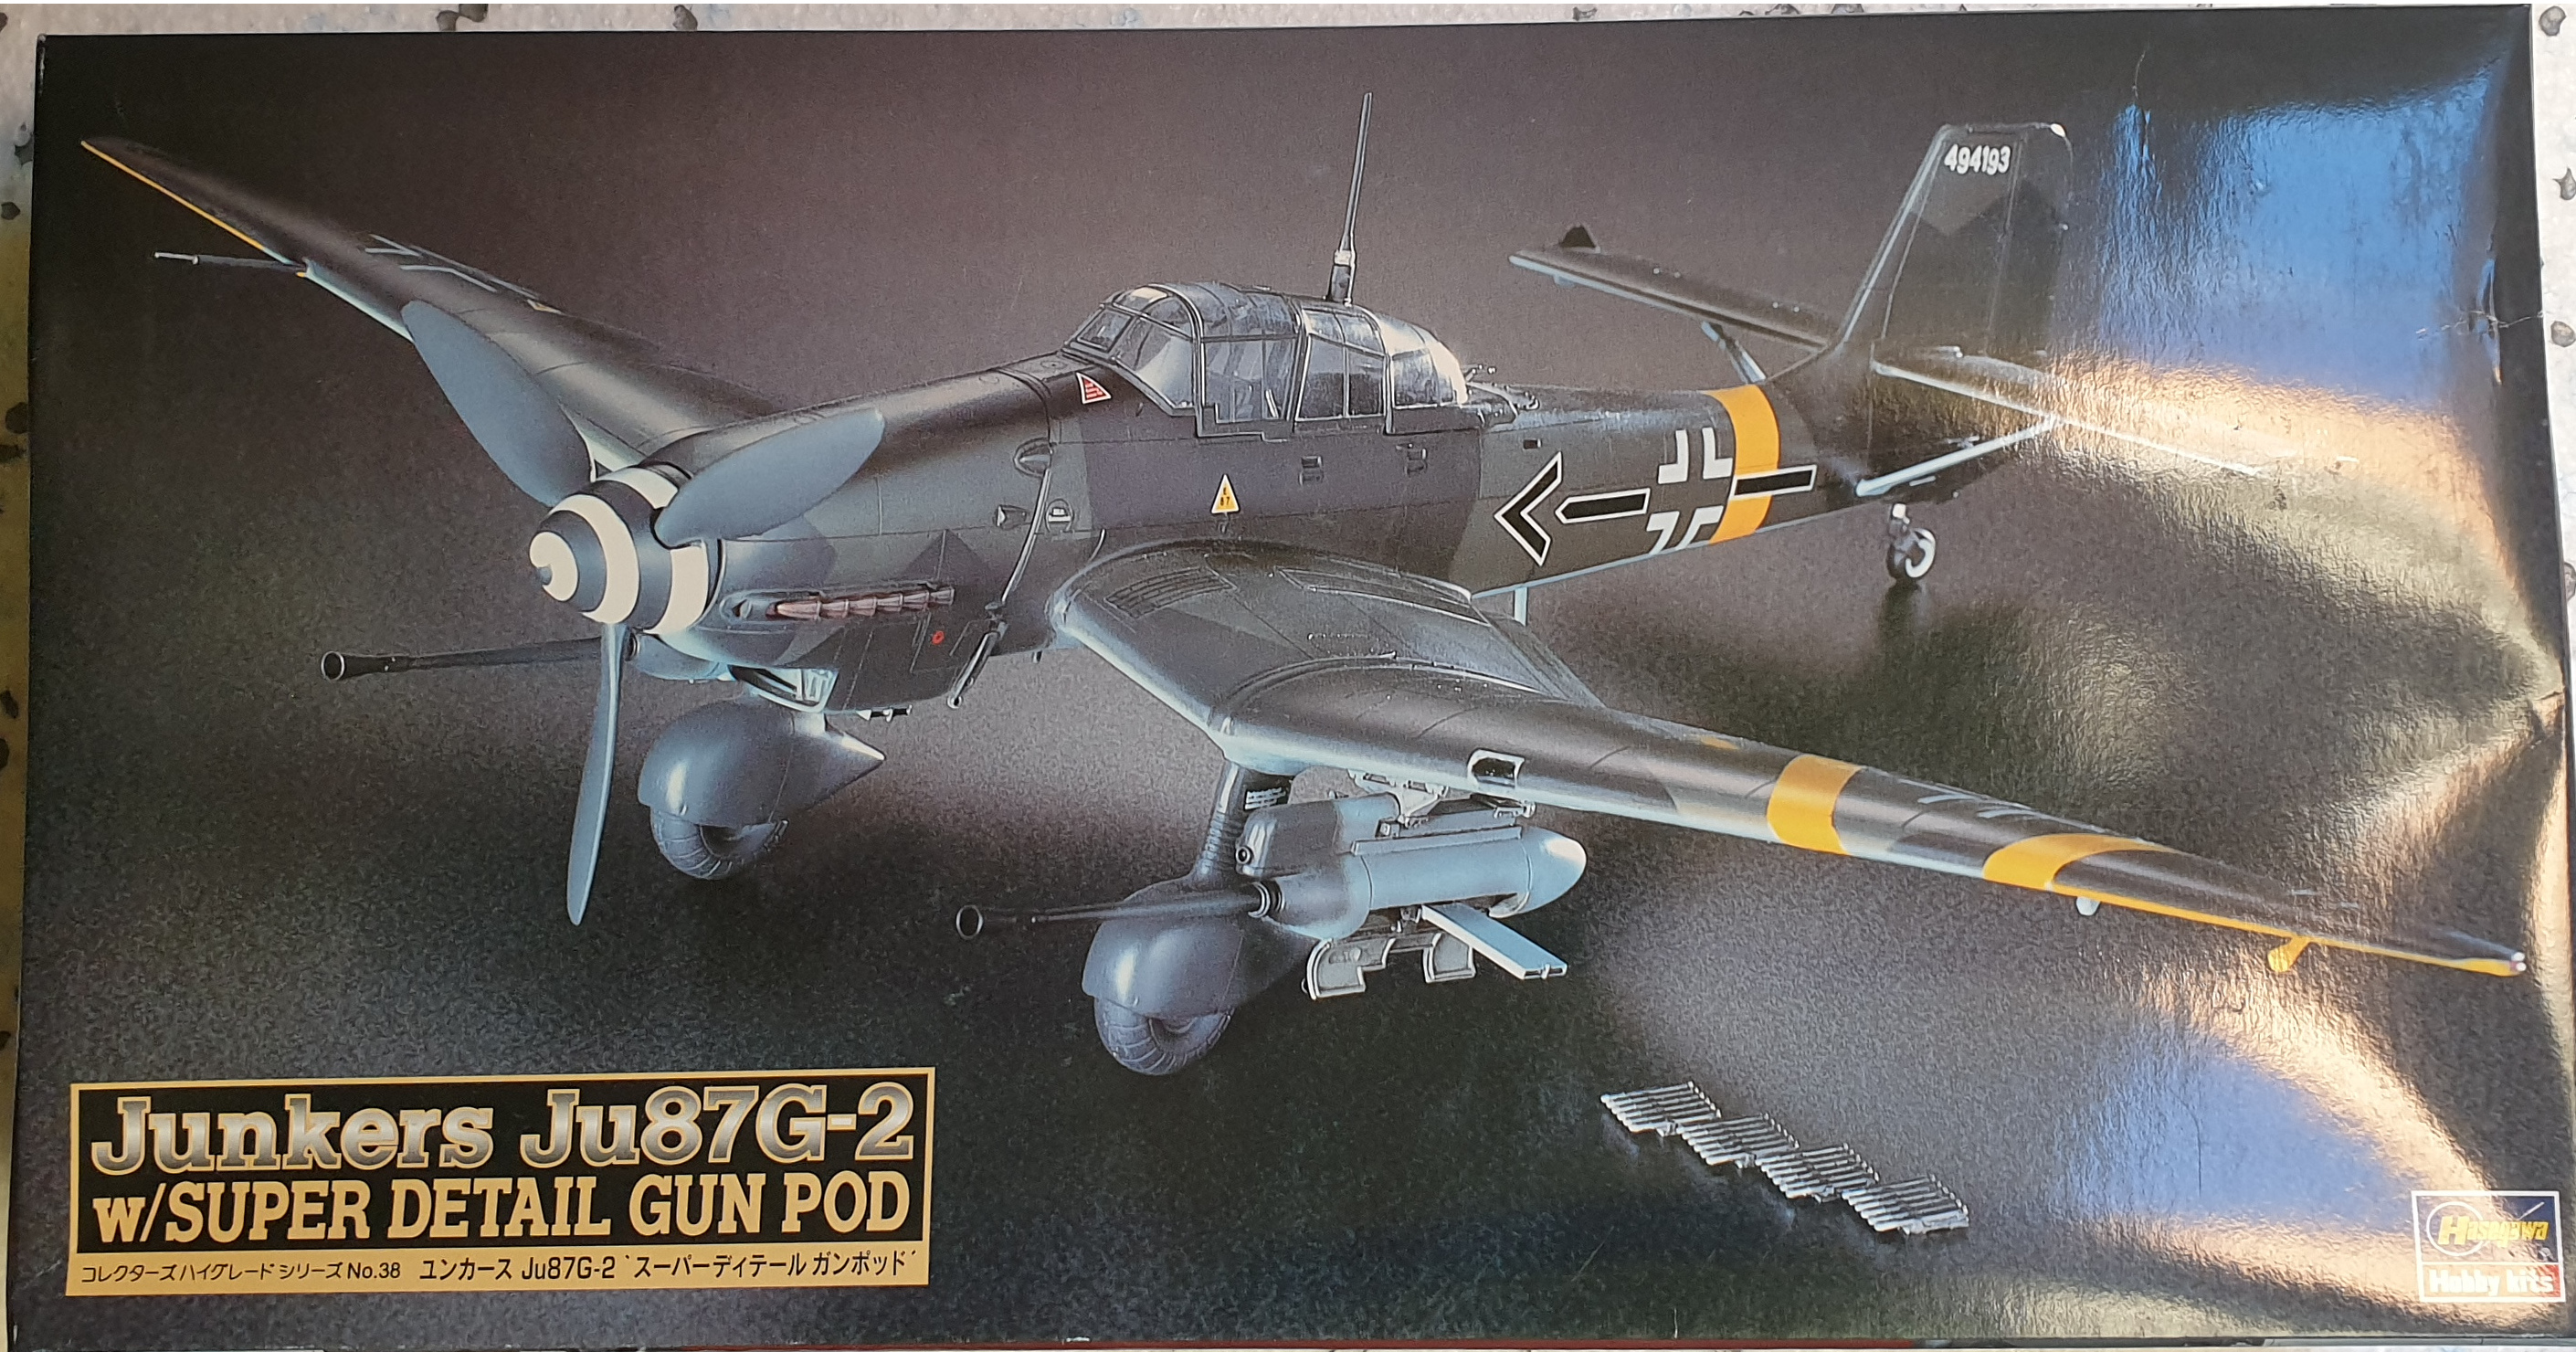 494193
E
87
Junkers Ju87G-2
w/SUPER DETAIL GUN POD
コレクターズハイグレードシリーズ No.38 ユンカース Ju87G-2 'スーパーディテール ガンポッド'
Hasegawa
Hobby kits